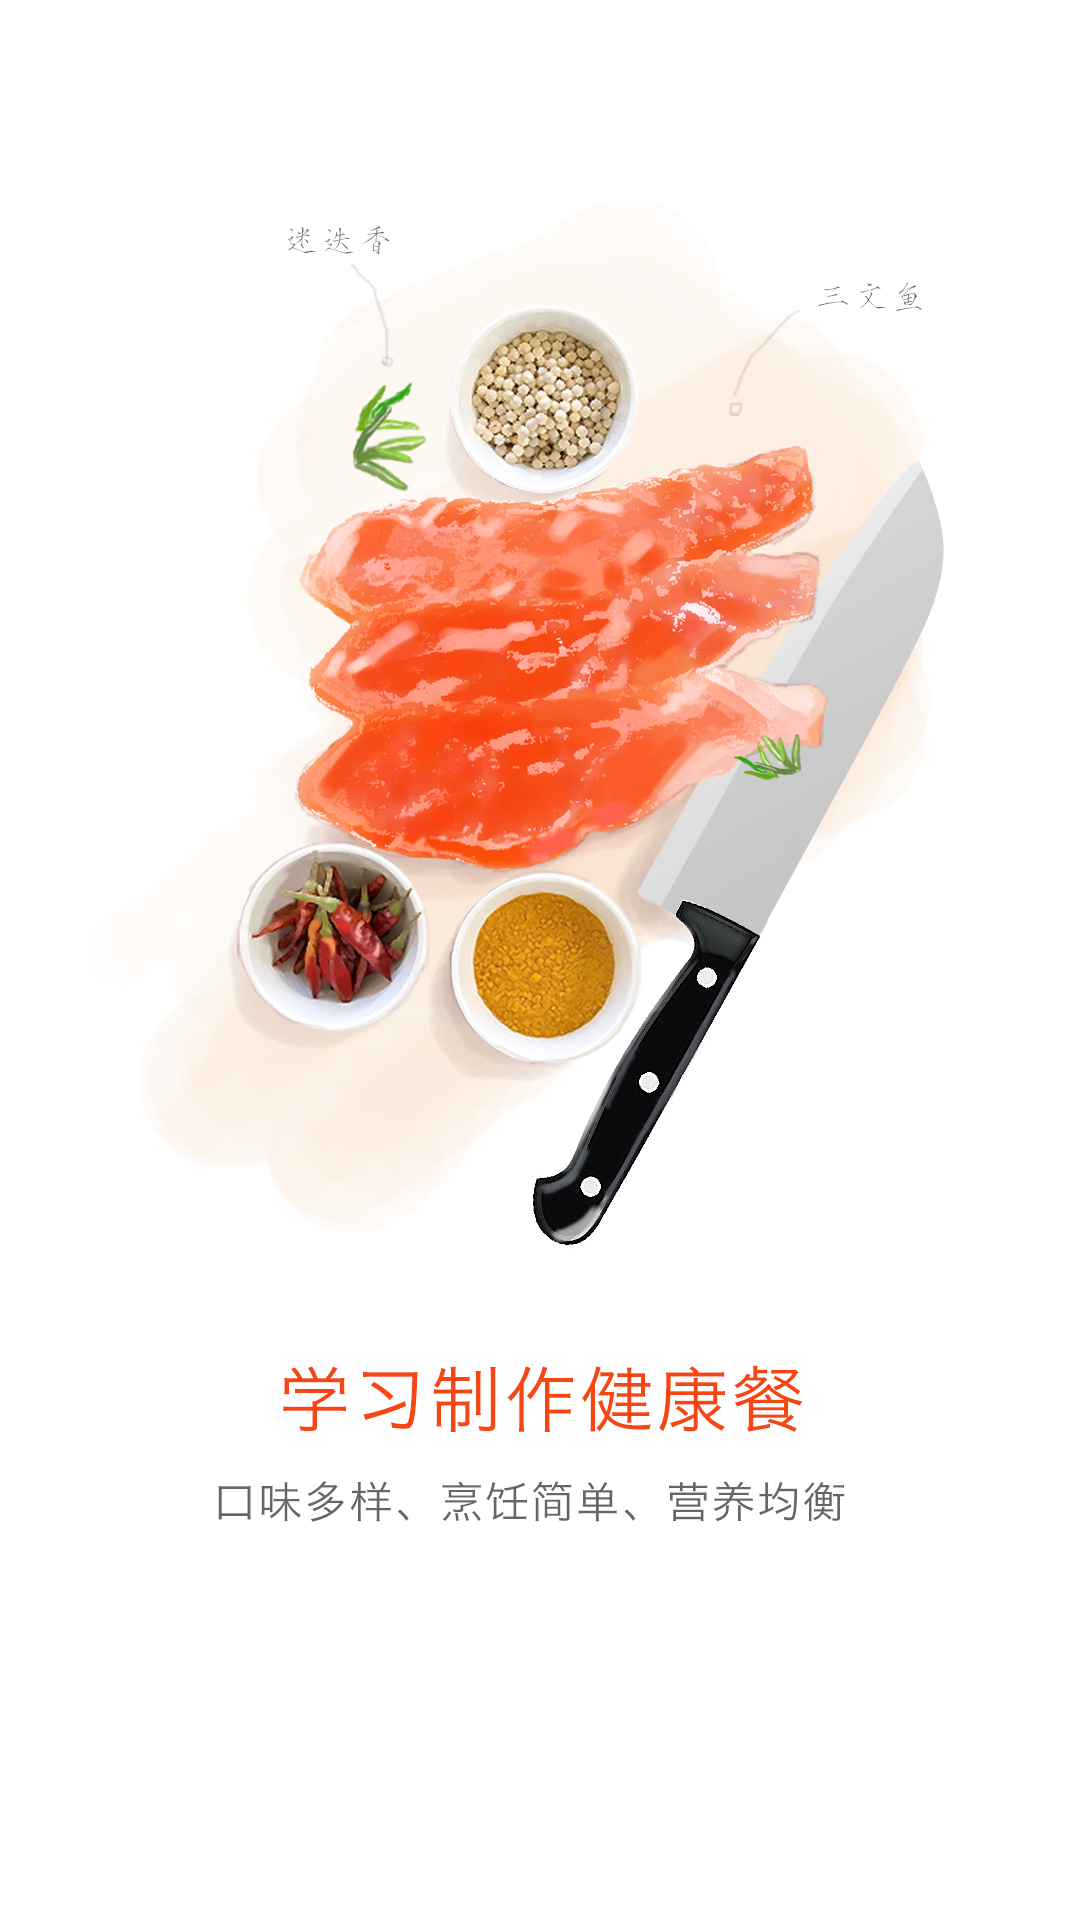 迷迭香
三文鱼
学习制作健康餐
口味多样、烹饪简单、营养均衡